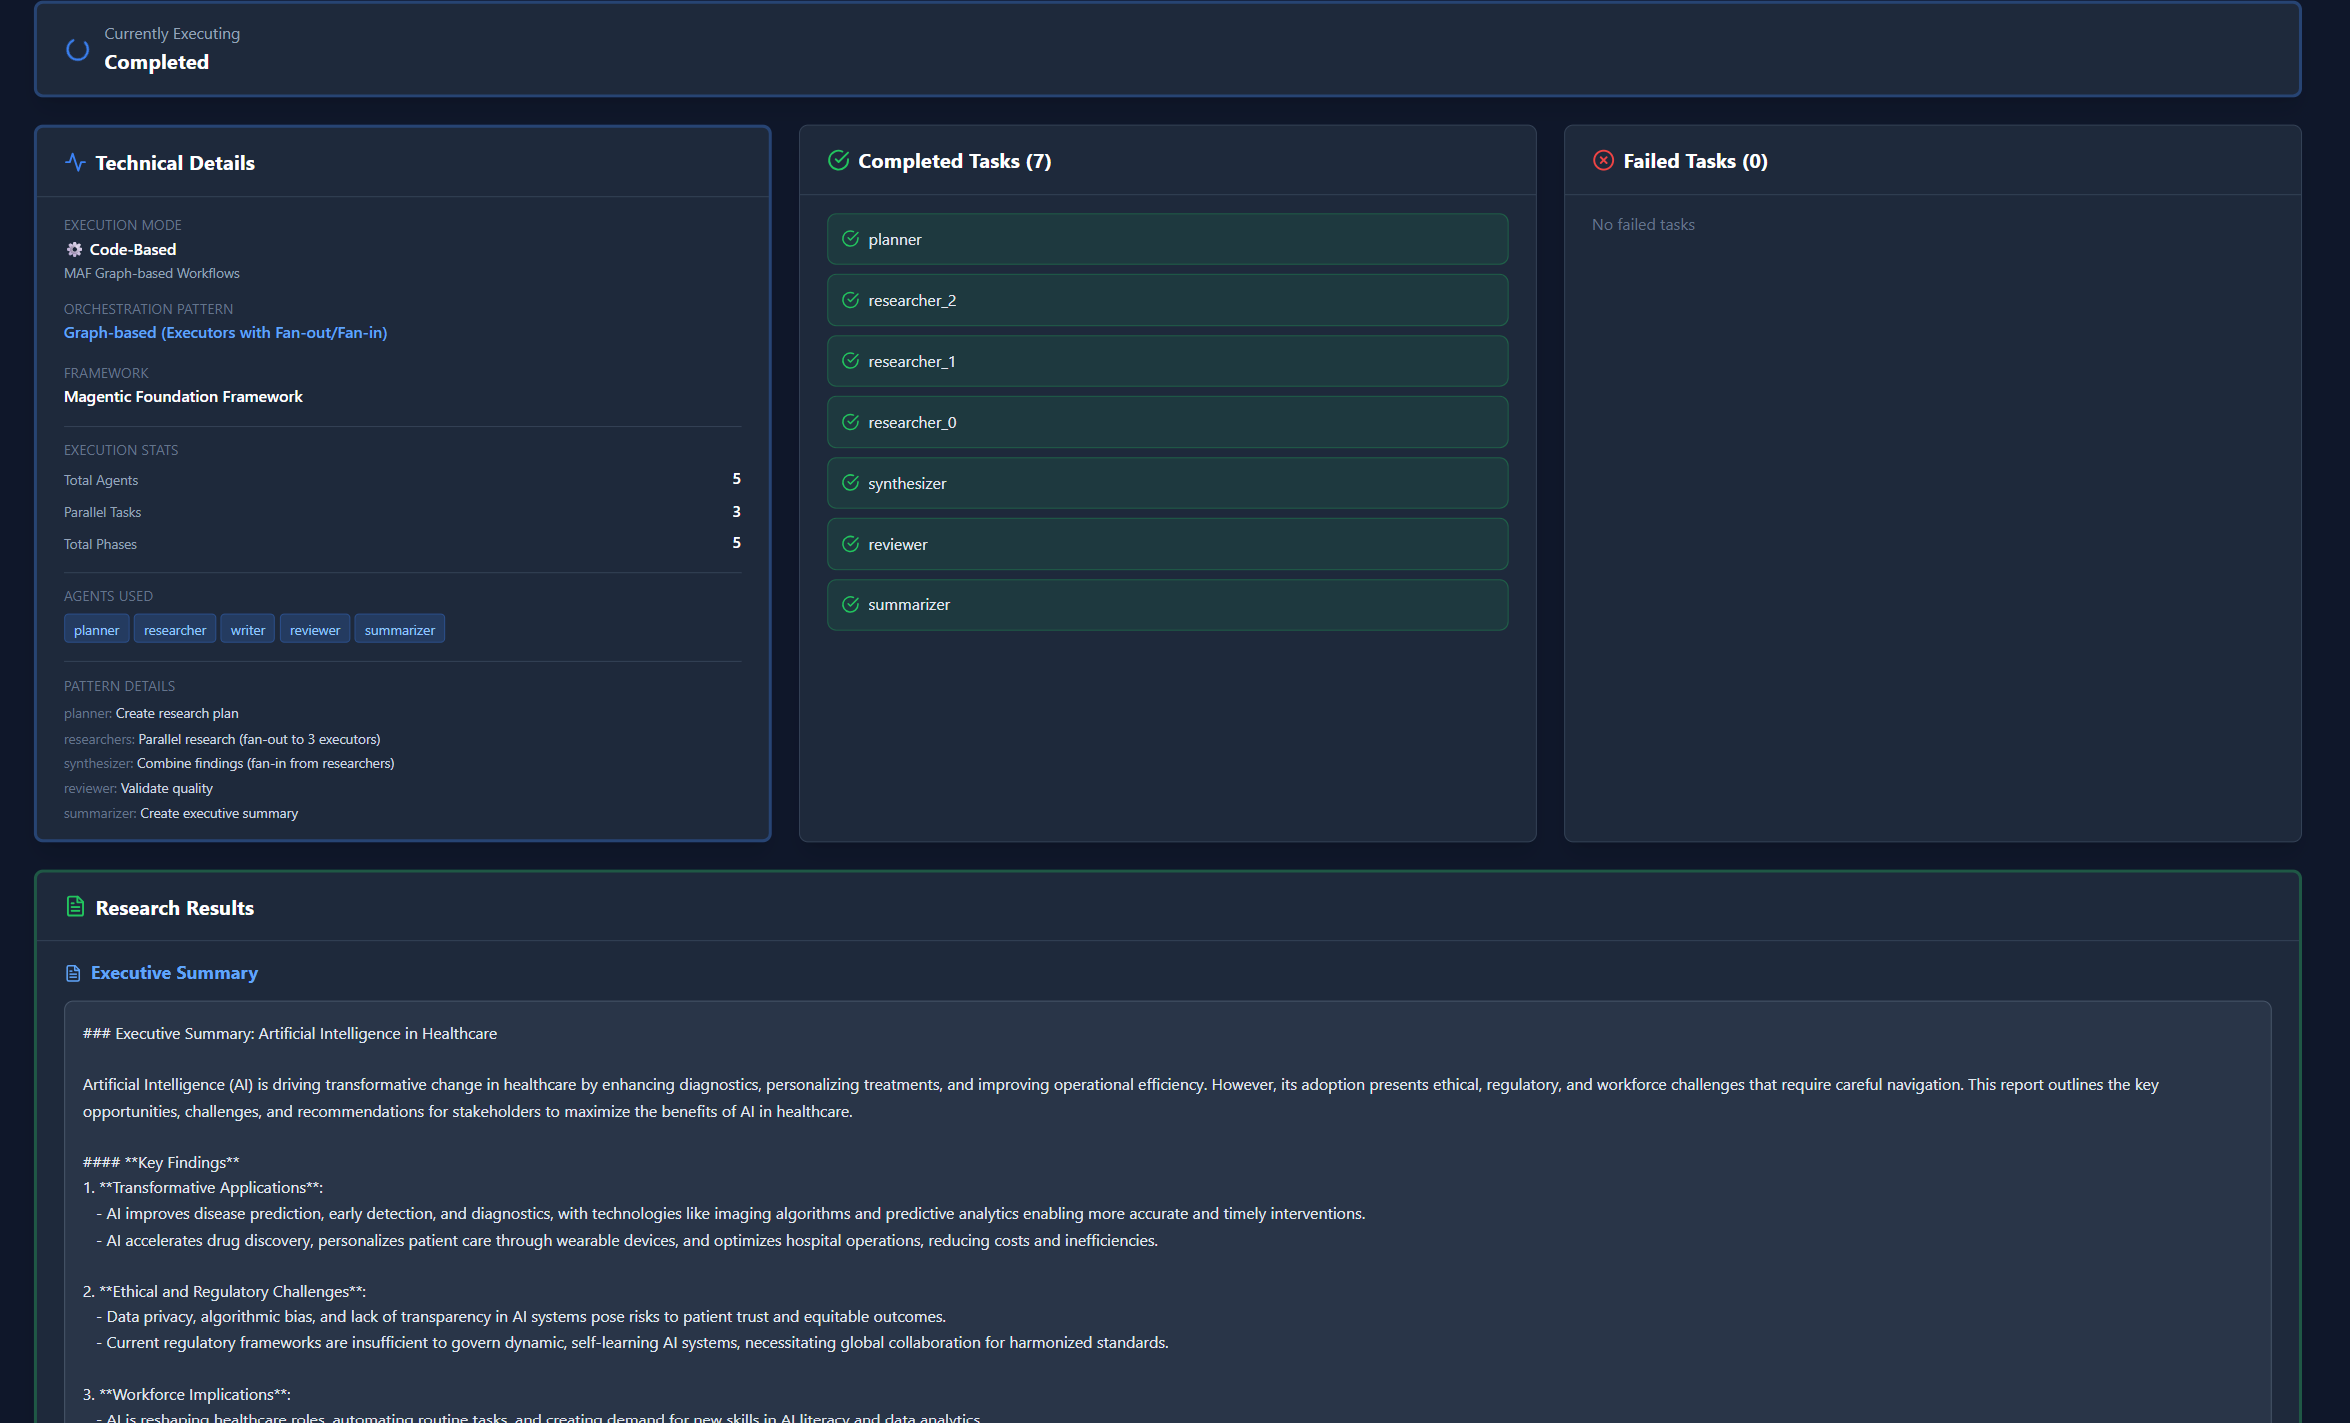 Currently Executing
Completed
Technical Details
EXECUTION MODE
Code-Based
MAF Graph-based Workflows
ORCHESTRATION PATTERN
Graph-based (Executors with Fan-out/Fan-in)
FRAMEWORK
Magentic Foundation Framework
EXECUTION STATS
Total Agents 5
Parallel Tasks 3
Total Phases 5
AGENTS USED
planner researcher writer reviewer summarizer
PATTERN DETAILS
planner: Create research plan
researchers: Parallel research (fan-out to 3 executors)
synthesizer: Combine findings (fan-in from researchers)
reviewer: Validate quality
summarizer: Create executive summary
Completed Tasks (7)
planner
researcher_2
researcher_1
researcher_0
synthesizer
reviewer
summarizer
Failed Tasks (0)
No failed tasks
Research Results
Executive Summary
### Executive Summary: Artificial Intelligence in Healthcare
Artificial Intelligence (AI) is driving transformative change in healthcare by enhancing diagnostics, personalizing treatments, and improving operational efficiency. However, its adoption presents ethical, regulatory, and workforce challenges that require careful navigation. This report outlines the key
opportunities, challenges, and recommendations for stakeholders to maximize the benefits of AI in healthcare.
#### **Key Findings**
1. **Transformative Applications**:
- AI improves disease prediction, early detection, and diagnostics, with technologies like imaging algorithms and predictive analytics enabling more accurate and timely interventions.
- AI accelerates drug discovery, personalizes patient care through wearable devices, and optimizes hospital operations, reducing costs and inefficiencies.
2. **Ethical and Regulatory Challenges**:
- Data privacy, algorithmic bias, and lack of transparency in AI systems pose risks to patient trust and equitable outcomes.
- Current regulatory frameworks are insufficient to govern dynamic, self-learning AI systems, necessitating global collaboration for harmonized standards.
3. **Workforce Implications**:
- AI is reshaping healthcare roles, automating routine tasks, and creating demand for new skills in AI literacy and data analytics.